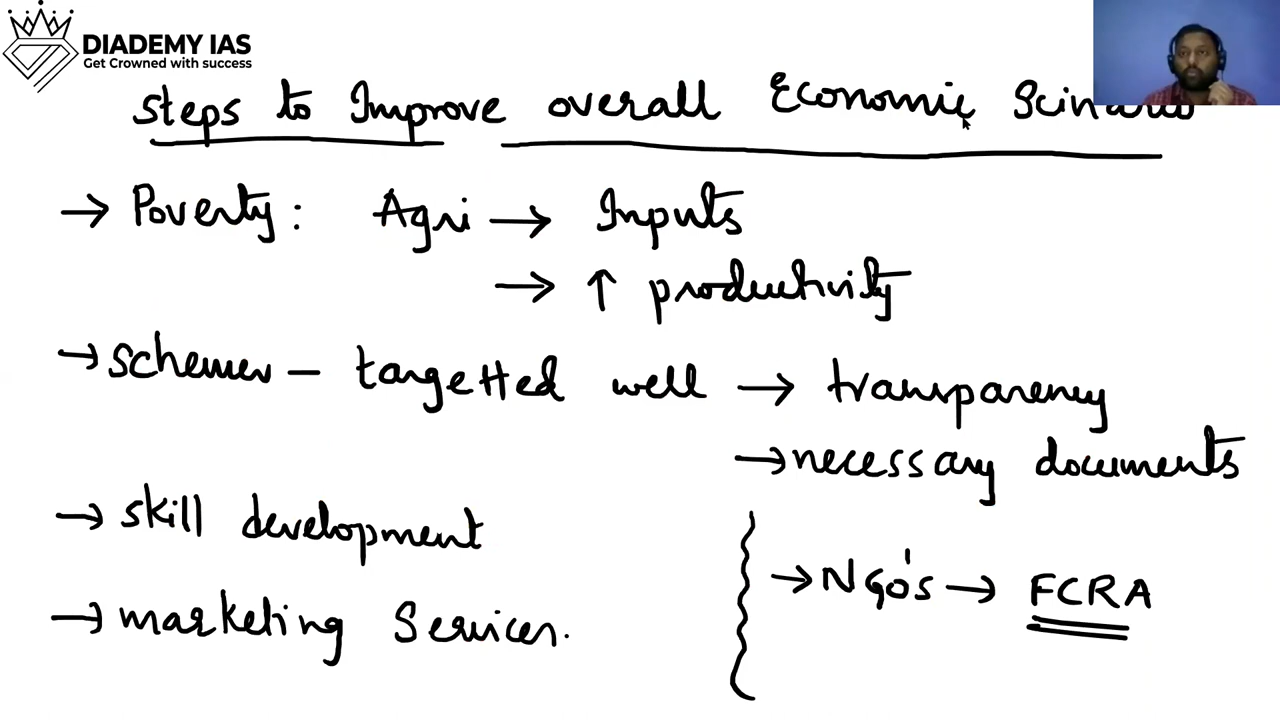 DIADEMY IAS
Get Crowned with success
steps to Improve overall Economic Scinario
→ Poverty: Agri → Inputs
→ ↑ productivity
→ schemes – targetted well → transparency
→ necessary documents
→ skill development
→ NGO's → FCRA
→ marketing Services.